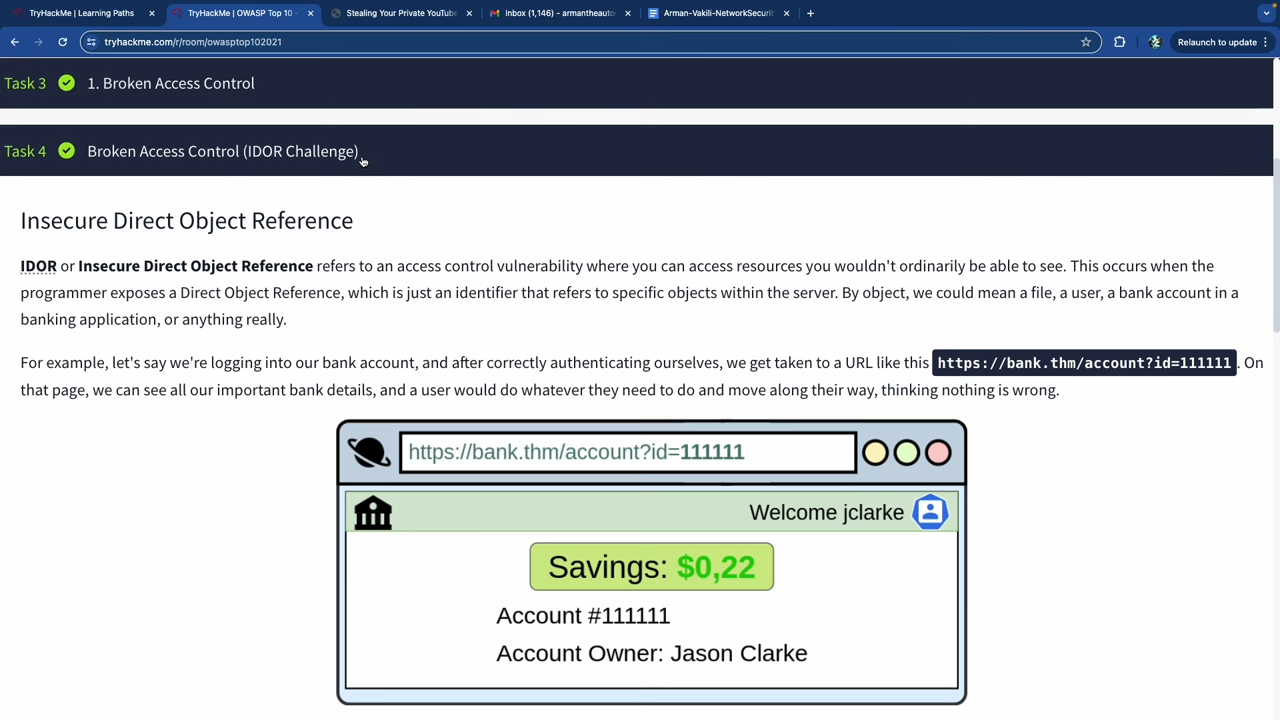 TryHackMe | Learning Paths
TryHackMe | OWASP Top 10 -
Stealing Your Private YouTube
Inbox (1,146) - armantheauto
Arman-Vakili-NetworkSecurit
tryhackme.com/r/room/owasptop102021
Relaunch to update
Task 3
1. Broken Access Control
Task 4
Broken Access Control (IDOR Challenge)
Insecure Direct Object Reference
IDOR or Insecure Direct Object Reference refers to an access control vulnerability where you can access resources you wouldn't ordinarily be able to see. This occurs when the
programmer exposes a Direct Object Reference, which is just an identifier that refers to specific objects within the server. By object, we could mean a file, a user, a bank account in a
banking application, or anything really.
For example, let's say we're logging into our bank account, and after correctly authenticating ourselves, we get taken to a URL like this https://bank.thm/account?id=111111 . On
that page, we can see all our important bank details, and a user would do whatever they need to do and move along their way, thinking nothing is wrong.
https://bank.thm/account?id=111111
Welcome jclarke
Savings: $0,22
Account #111111
Account Owner: Jason Clarke